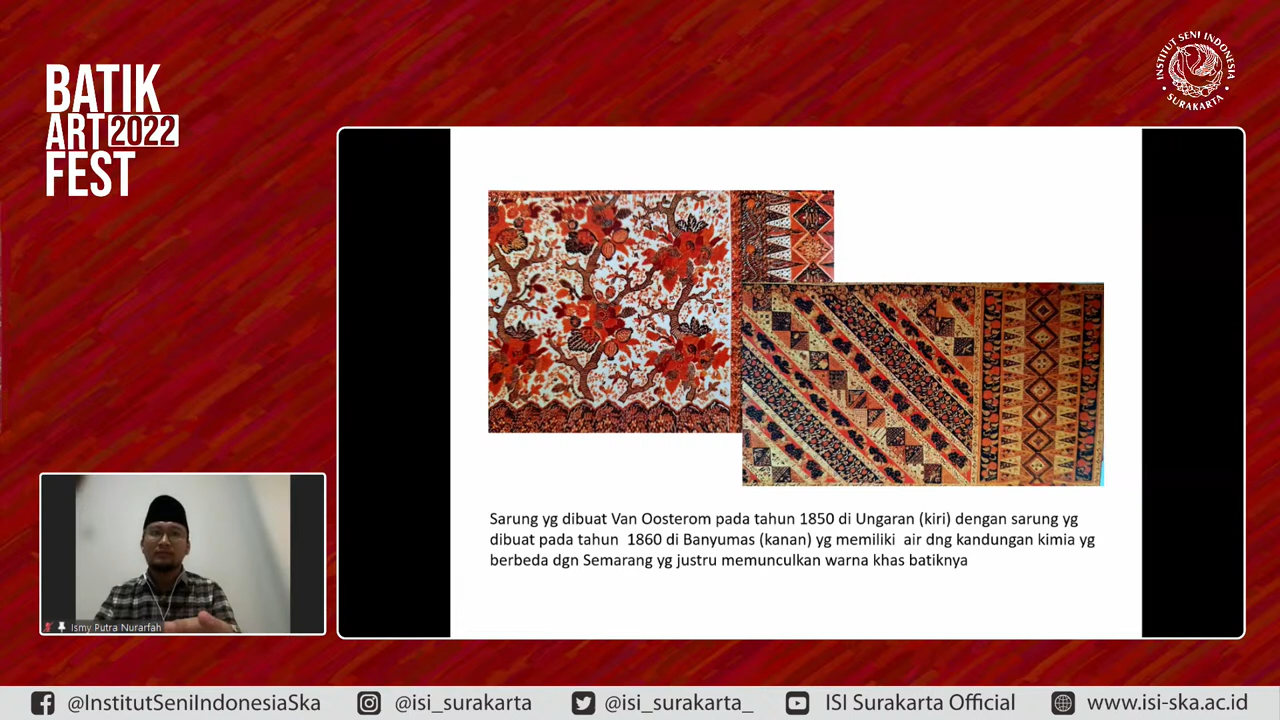 BATIK
ART 2022
FEST
INSTITUT SENI INDONESIA
• SURAKARTA •
Sarung yg dibuat Van Oosterom pada tahun 1850 di Ungaran (kiri) dengan sarung yg
dibuat pada tahun 1860 di Banyumas (kanan) yg memiliki air dng kandungan kimia yg
berbeda dgn Semarang yg justru memunculkan warna khas batiknya
Ismy Putra Nurarfah
@InstitutSeniIndonesiaSka
@isi_surakarta
@isi_surakarta_
ISI Surakarta Official
www.isi-ska.ac.id